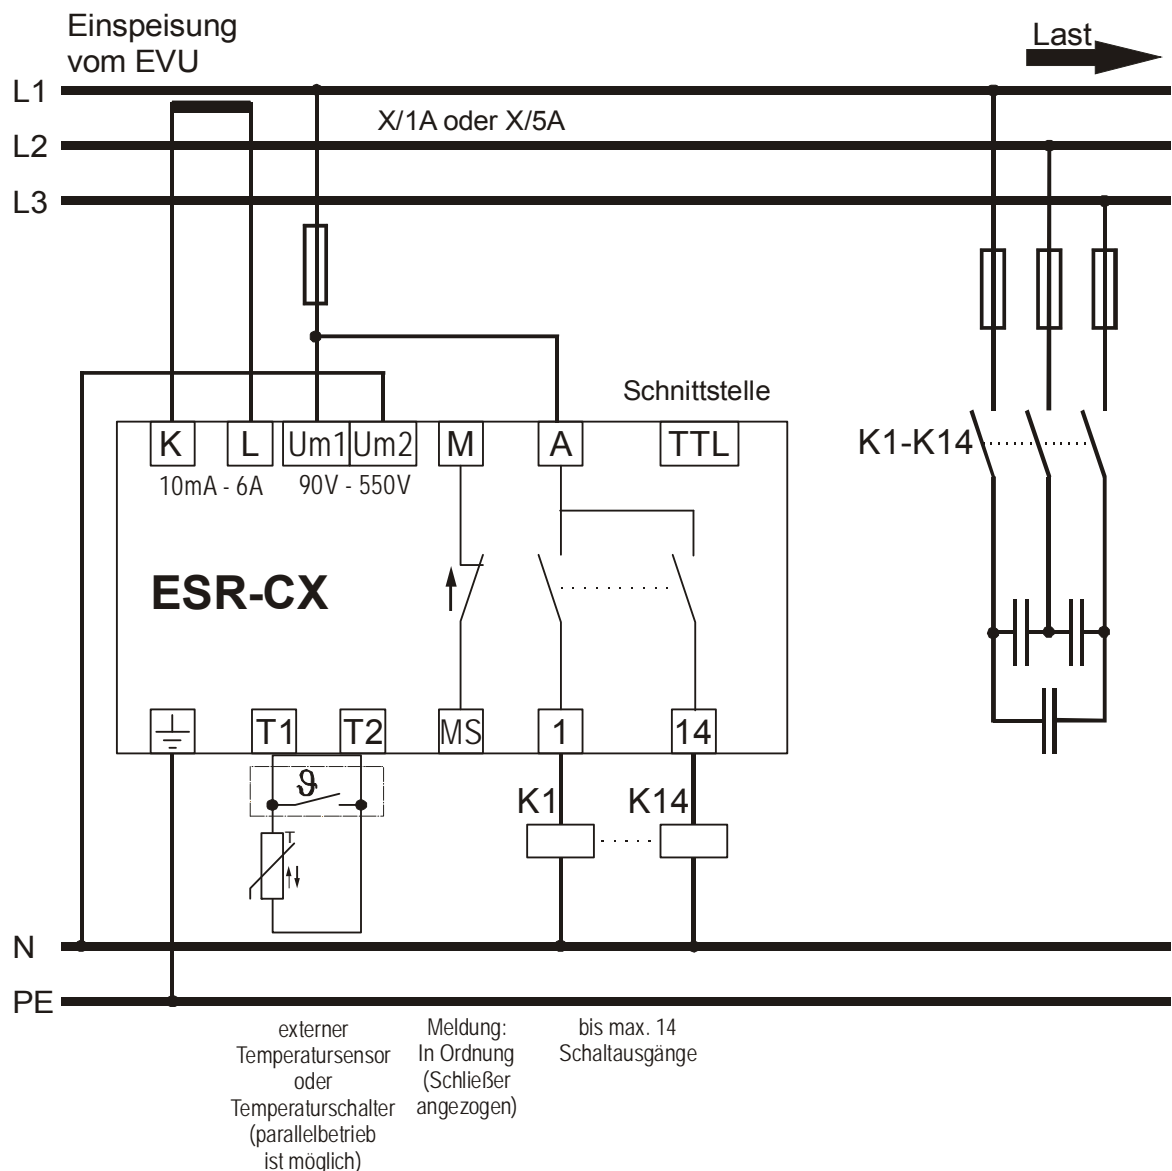 Einspeisung
vom EVU
Last
L1
X/1A oder X/5A
L2
L3
Schnittstelle
K L Um1 Um2 M A TTL
K1-K14
10mA - 6A 90V - 550V
ESR-CX
T1 T2 MS 1 14
ϑ
K1 K14
T
N
PE
externer
Temperatursensor
oder
Temperaturschalter
(parallelbetrieb
ist möglich)
Meldung:
In Ordnung
(Schließer
angezogen)
bis max. 14
Schaltausgänge